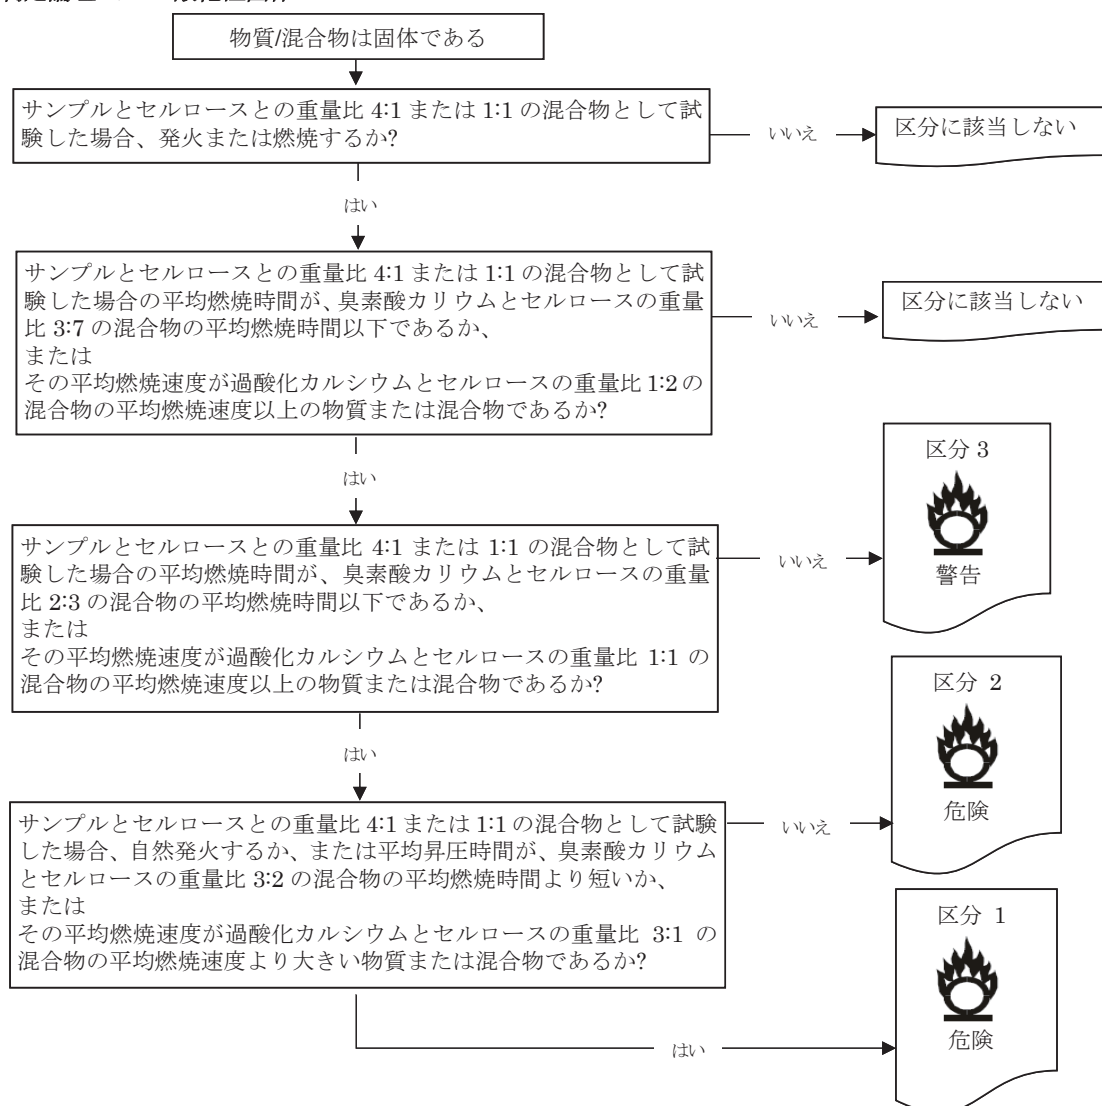 物質/混合物は固体である
サンプルとセルロースとの重量比 4:1 または 1:1 の混合物として試
験した場合、発火または燃焼するか?
いいえ
区分に該当しない
はい
サンプルとセルロースとの重量比 4:1 または 1:1 の混合物として試
験した場合の平均燃焼時間が、臭素酸カリウムとセルロースの重量
比 3:7 の混合物の平均燃焼時間以下であるか、
または
その平均燃焼速度が過酸化カルシウムとセルロースの重量比 1:2 の
混合物の平均燃焼速度以上の物質または混合物であるか?
いいえ
区分に該当しない
はい
サンプルとセルロースとの重量比 4:1 または 1:1 の混合物として試
験した場合の平均燃焼時間が、臭素酸カリウムとセルロースの重量
比 2:3 の混合物の平均燃焼時間以下であるか、
または
その平均燃焼速度が過酸化カルシウムとセルロースの重量比 1:1 の
混合物の平均燃焼速度以上の物質または混合物であるか?
いいえ
区分 3
警告
はい
サンプルとセルロースとの重量比 4:1 または 1:1 の混合物として試験
した場合、自然発火するか、または平均昇圧時間が、臭素酸カリウム
とセルロースの重量比 3:2 の混合物の平均燃焼時間より短いか、
または
その平均燃焼速度が過酸化カルシウムとセルロースの重量比 3:1 の
混合物の平均燃焼速度より大きい物質または混合物であるか?
いいえ
区分 2
危険
はい
区分 1
危険